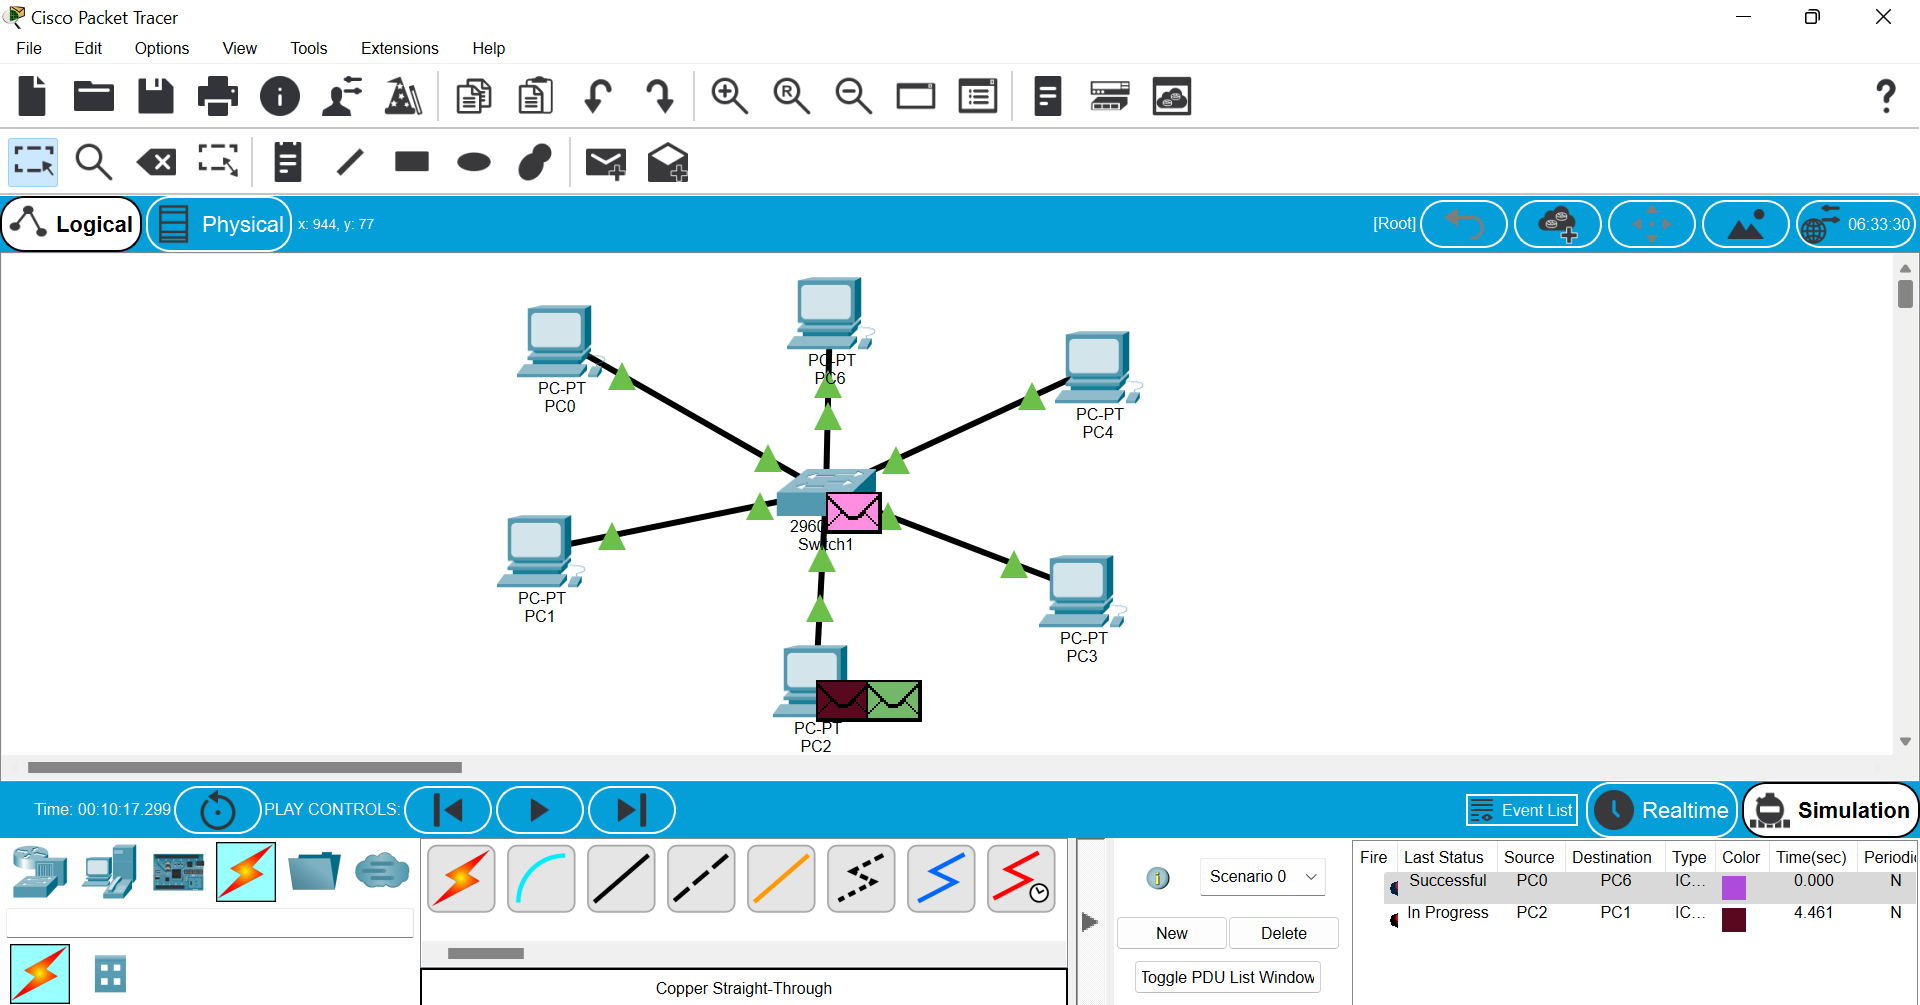 Cisco Packet Tracer
File Edit Options View Tools Extensions Help
Logical Physical x: 944, y: 77 [Root] 06:33:30
PC-PT
PC6
PC-PT
PC0
PC-PT
PC4
2960
Switch1
PC-PT
PC1
PC-PT
PC3
PC-PT
PC2
Time: 00:10:17.299 PLAY CONTROLS: Event List Realtime Simulation
Fire Last Status Source Destination Type Color Time(sec) Periodic
Successful PC0 PC6 IC... 0.000 N
In Progress PC2 PC1 IC... 4.461 N
Scenario 0
New Delete
Toggle PDU List Window
Copper Straight-Through